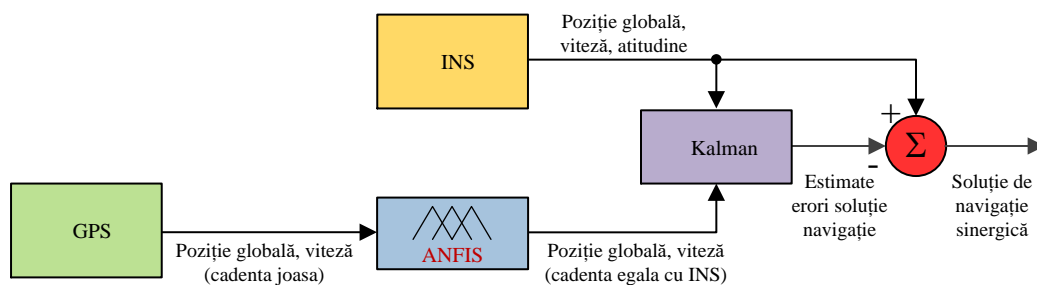 Poziție globală,
viteză, atitudine
INS
+
Σ
Kalman
-
Estimate
erori soluție
navigație
Soluție de
navigație
sinergică
GPS
Poziție globală, viteză
(cadenta joasa)
ANFIS
Poziție globală, viteză
(cadenta egala cu INS)